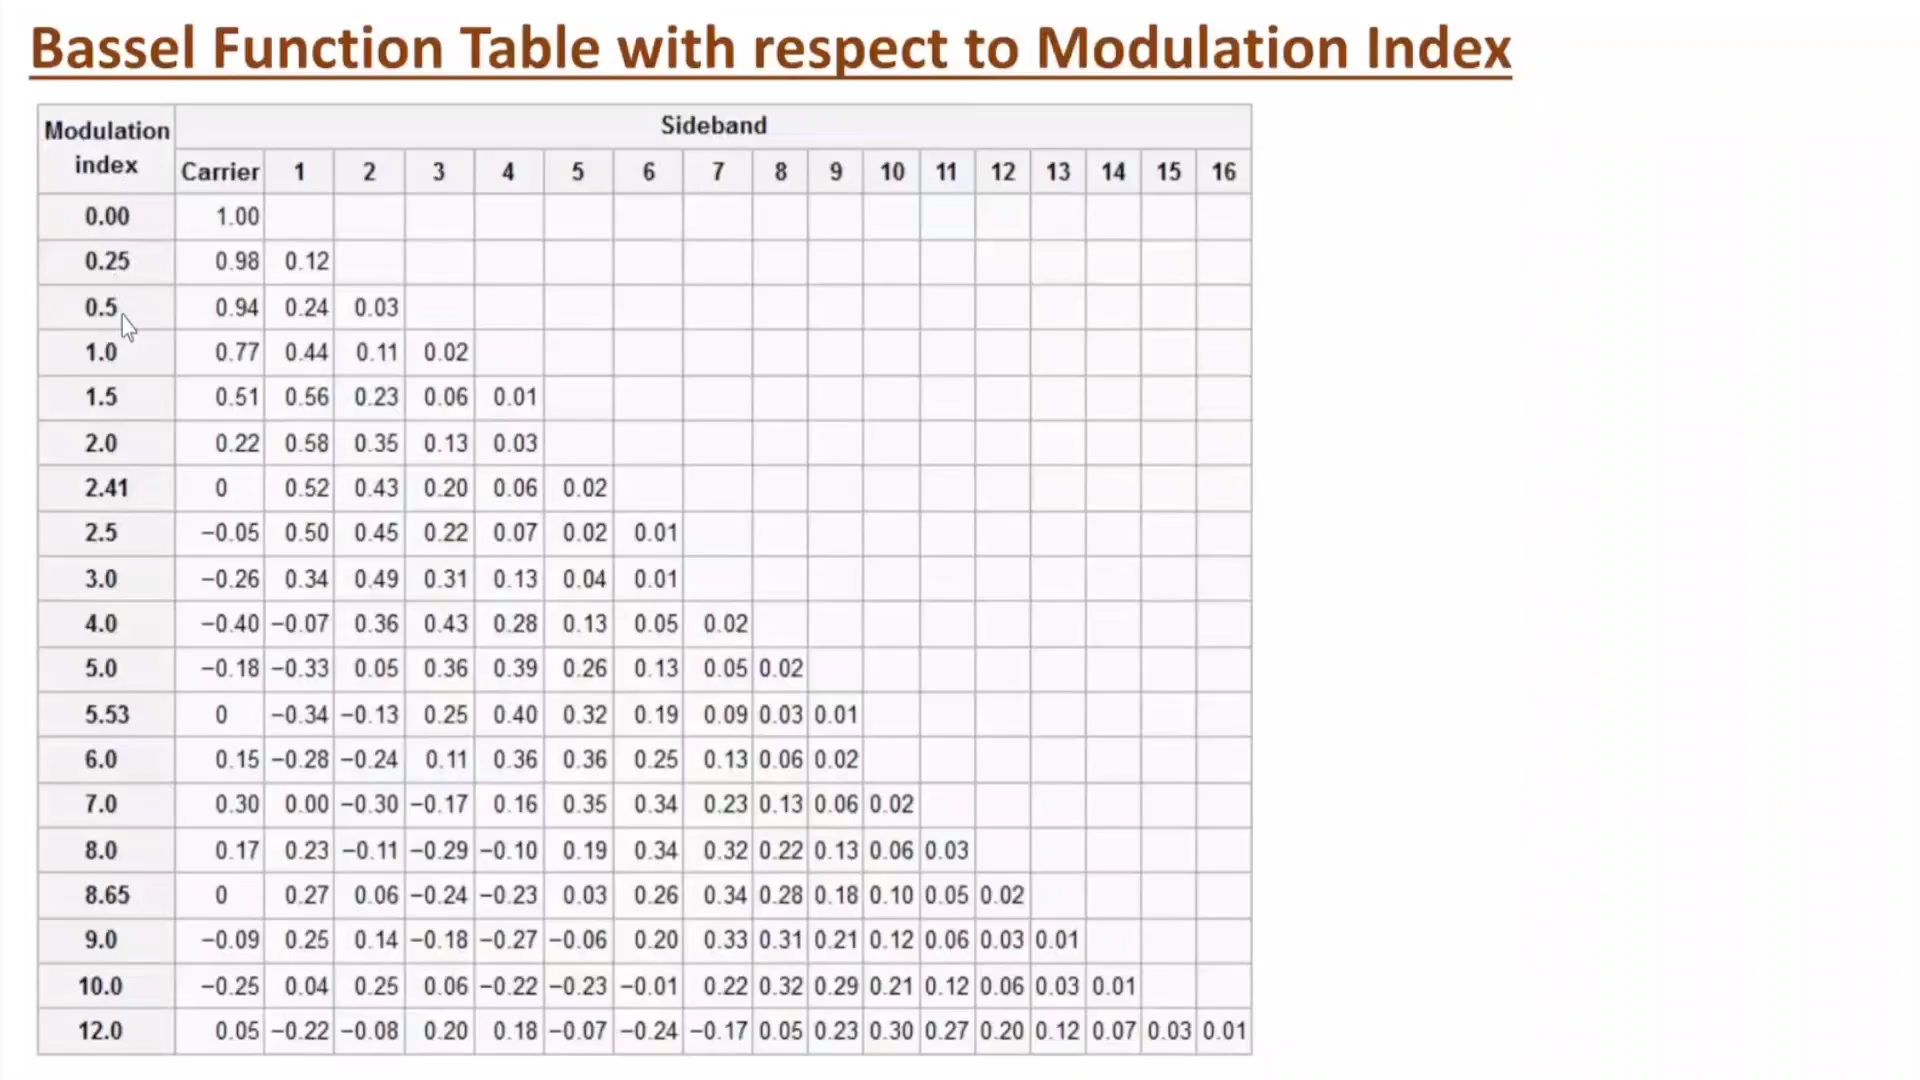 Bassel Function Table with respect to Modulation Index
Modulation index Sideband
Carrier 1 2 3 4 5 6 7 8 9 10 11 12 13 14 15 16
0.00 1.00
0.25 0.98 0.12
0.5 0.94 0.24 0.03
1.0 0.77 0.44 0.11 0.02
1.5 0.51 0.56 0.23 0.06 0.01
2.0 0.22 0.58 0.35 0.13 0.03
2.41 0 0.52 0.43 0.20 0.06 0.02
2.5 −0.05 0.50 0.45 0.22 0.07 0.02 0.01
3.0 −0.26 0.34 0.49 0.31 0.13 0.04 0.01
4.0 −0.40 −0.07 0.36 0.43 0.28 0.13 0.05 0.02
5.0 −0.18 −0.33 0.05 0.36 0.39 0.26 0.13 0.05 0.02
5.53 0 −0.34 −0.13 0.25 0.40 0.32 0.19 0.09 0.03 0.01
6.0 0.15 −0.28 −0.24 0.11 0.36 0.36 0.25 0.13 0.06 0.02
7.0 0.30 0.00 −0.30 −0.17 0.16 0.35 0.34 0.23 0.13 0.06 0.02
8.0 0.17 0.23 −0.11 −0.29 −0.10 0.19 0.34 0.32 0.22 0.13 0.06 0.03
8.65 0 0.27 0.06 −0.24 −0.23 0.03 0.26 0.34 0.28 0.18 0.10 0.05 0.02
9.0 −0.09 0.25 0.14 −0.18 −0.27 −0.06 0.20 0.33 0.31 0.21 0.12 0.06 0.03 0.01
10.0 −0.25 0.04 0.25 0.06 −0.22 −0.23 −0.01 0.22 0.32 0.29 0.21 0.12 0.06 0.03 0.01
12.0 0.05 −0.22 −0.08 0.20 0.18 −0.07 −0.24 −0.17 0.05 0.23 0.30 0.27 0.20 0.12 0.07 0.03 0.01